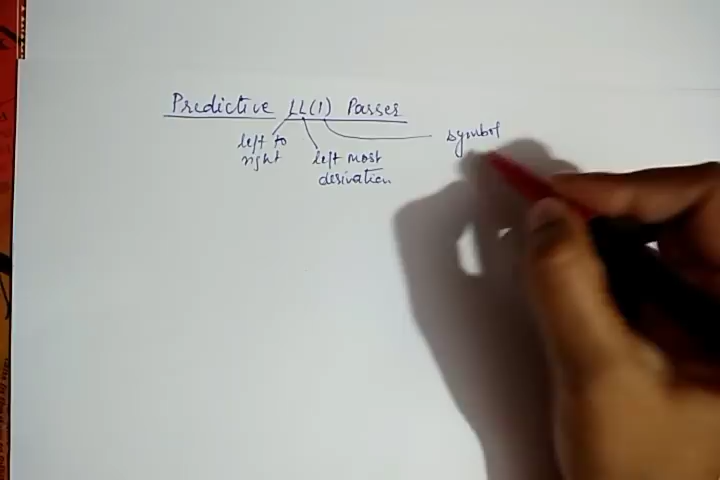 Predictive LL(1) Parser
left to
right
left most
derivation
symbol